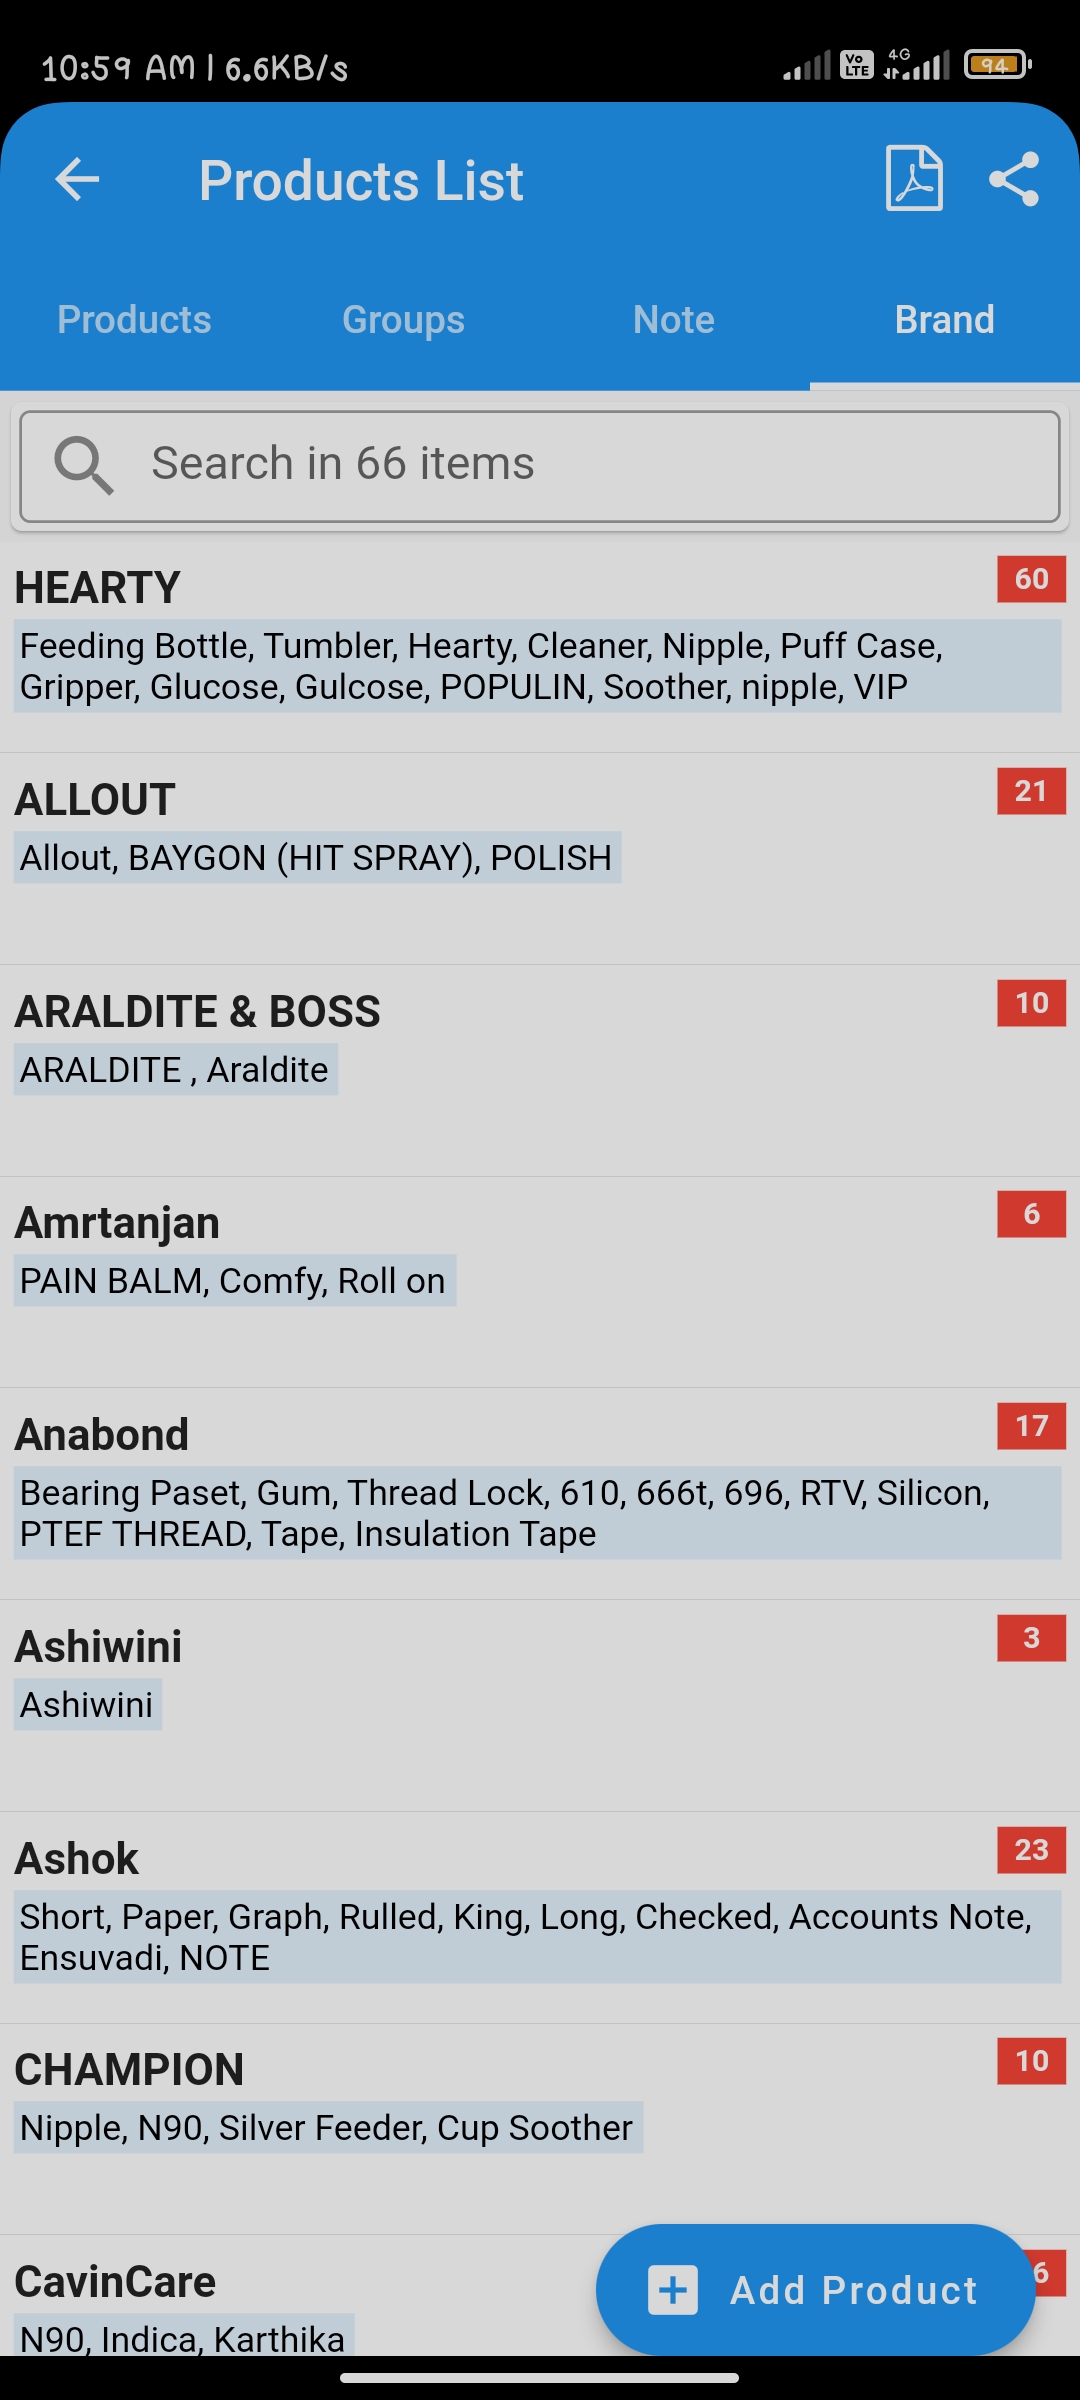 10:59 AM | 6.6KB/s
Vo LTE 4G 94
Products List
Products Groups Note Brand
Search in 66 items
HEARTY 60
Feeding Bottle, Tumbler, Hearty, Cleaner, Nipple, Puff Case,
Gripper, Glucose, Gulcose, POPULIN, Soother, nipple, VIP
ALLOUT 21
Allout, BAYGON (HIT SPRAY), POLISH
ARALDITE & BOSS 10
ARALDITE , Araldite
Amrtanjan 6
PAIN BALM, Comfy, Roll on
Anabond 17
Bearing Paset, Gum, Thread Lock, 610, 666t, 696, RTV, Silicon,
PTEF THREAD, Tape, Insulation Tape
Ashiwini 3
Ashiwini
Ashok 23
Short, Paper, Graph, Rulled, King, Long, Checked, Accounts Note,
Ensuvadi, NOTE
CHAMPION 10
Nipple, N90, Silver Feeder, Cup Soother
CavinCare
Add Product
N90, Indica, Karthika